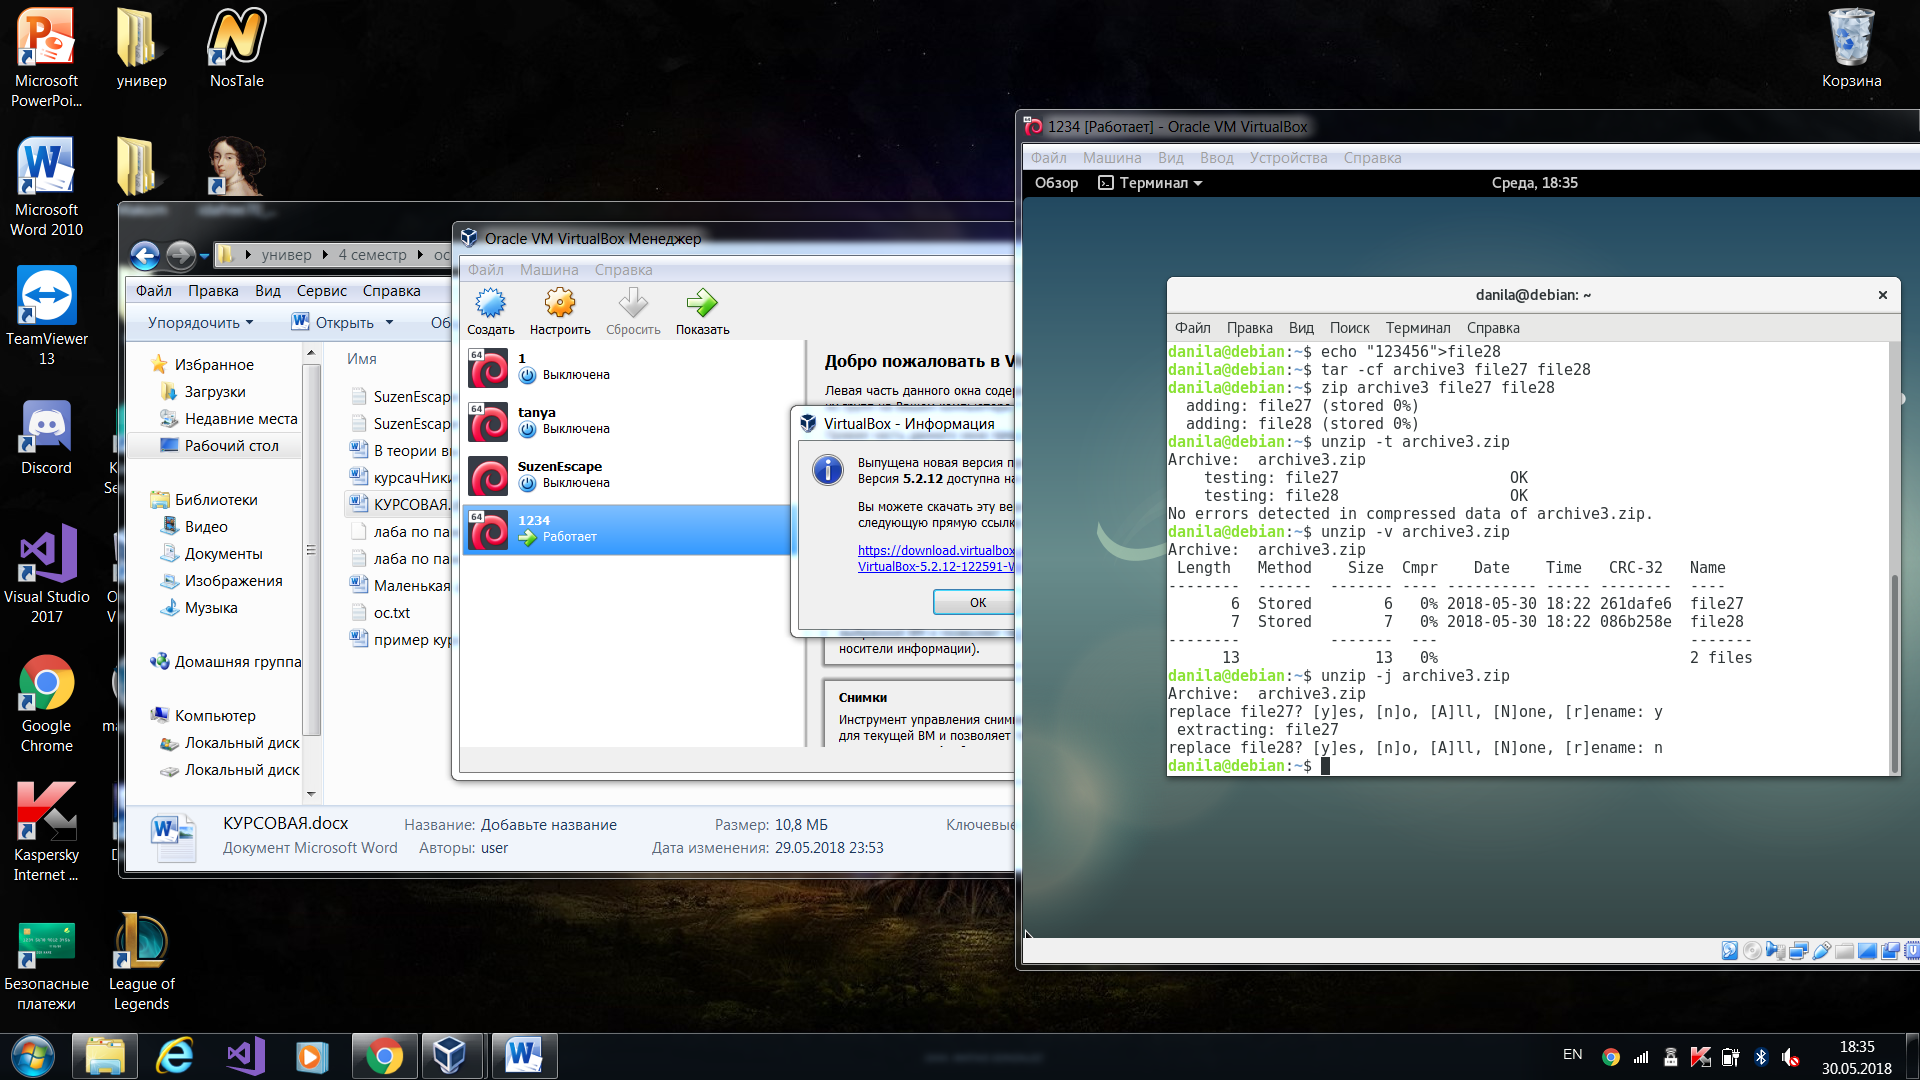 Microsoft
PowerPoi...
универ
NosTale
Корзина
Microsoft
Word 2010
TeamViewer
13
Discord
Visual Studio
2017
Google
Chrome
Kaspersky
Internet ...
Безопасные
платежи
League of
Legends
универ
4 семестр
ос
Файл Правка Вид Сервис Справка
Упорядочить
Открыть
Об
Имя
Избранное
Загрузки
Недавние места
Рабочий стол
Библиотеки
Видео
Документы
Изображения
Музыка
Домашняя группа
Компьютер
Локальный диск
Локальный диск
SuzenEscap
SuzenEscap
В теории в
курсачНики
КУРСОВАЯ.
лаба по па
лаба по па
Маленькая
ос.txt
пример кур
КУРСОВАЯ.docx
Название: Добавьте название
Размер: 10,8 МБ
Ключевые
Документ Microsoft Word
Авторы: user
Дата изменения: 29.05.2018 23:53
Oracle VM VirtualBox Менеджер
Файл Машина Справка
Создать Настроить Сбросить Показать
64
1
Выключена
64
tanya
Выключена
SuzenEscape
Выключена
64
1234
Работает
Добро пожаловать в V
Левая часть данного окна содер
VirtualBox - Информация
Выпущена новая версия п
Версия 5.2.12 доступна на
Вы можете скачать эту ве
следующую прямую ссылк
https://download.virtualbox
VirtualBox-5.2.12-122591-W
OK
носители информации).
Снимки
Инструмент управления сними
для текущей ВМ и позволяет
1234 [Работает] - Oracle VM VirtualBox
Файл Машина Вид Ввод Устройства Справка
Обзор
Терминал
Среда, 18:35
danila@debian: ~
Файл Правка Вид Поиск Терминал Справка
danila@debian:~$ echo "123456">file28
danila@debian:~$ tar -cf archive3 file27 file28
danila@debian:~$ zip archive3 file27 file28
adding: file27 (stored 0%)
adding: file28 (stored 0%)
danila@debian:~$ unzip -t archive3.zip
Archive: archive3.zip
testing: file27 OK
testing: file28 OK
No errors detected in compressed data of archive3.zip.
danila@debian:~$ unzip -v archive3.zip
Archive: archive3.zip
Length Method Size Cmpr Date Time CRC-32 Name
-------- ------ ------- ---- ---------- ----- -------- ----
6 Stored 6 0% 2018-05-30 18:22 261dafe6 file27
7 Stored 7 0% 2018-05-30 18:22 086b258e file28
-------- ------- --- -------
13 13 0% 2 files
danila@debian:~$ unzip -j archive3.zip
Archive: archive3.zip
replace file27? [y]es, [n]o, [A]ll, [N]one, [r]ename: y
extracting: file27
replace file28? [y]es, [n]o, [A]ll, [N]one, [r]ename: n
danila@debian:~$
EN
18:35
30.05.2018